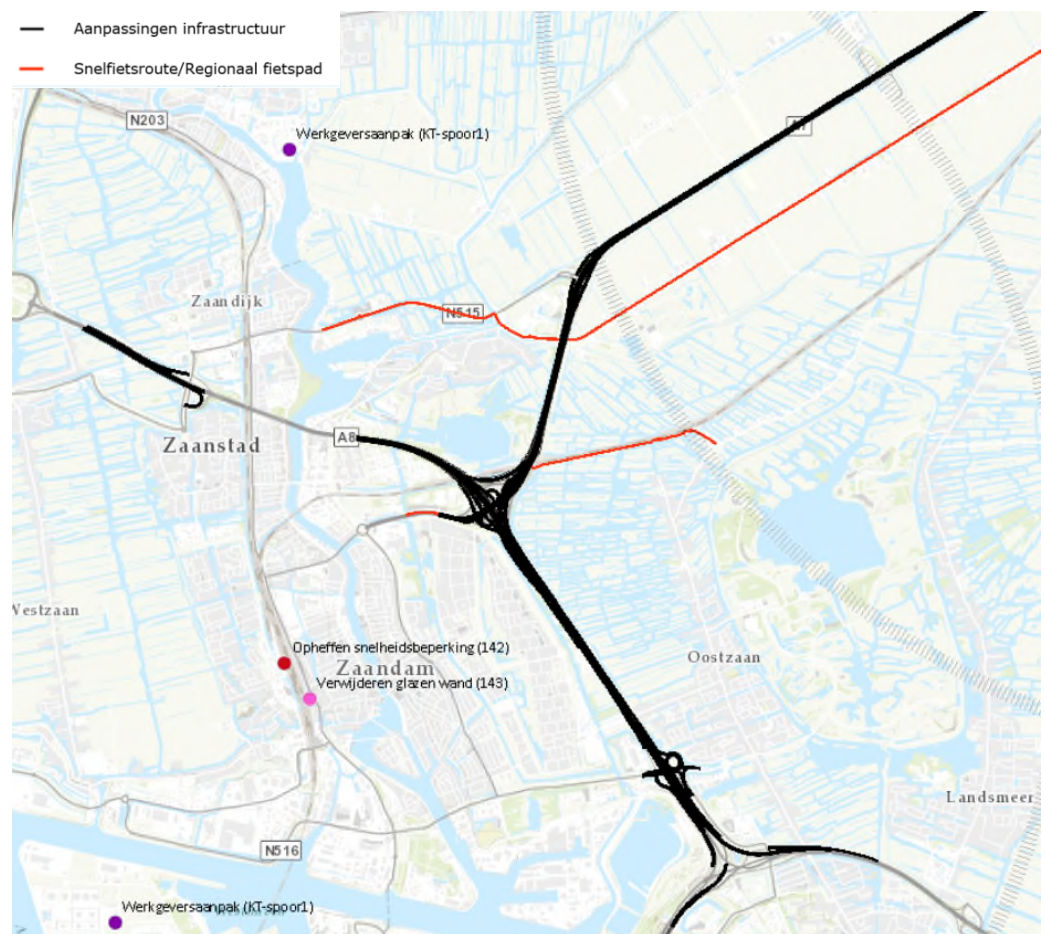 Aanpassingen infrastructuur
Snelfietsroute/Regionaal fietspad
N203
Werkgeversaanpak (KT-spoor1)
A7
Zaandijk
N515
A8
Zaanstad
Westzaan
Opheffen snelheidsbeperking (142)
Zaandam
Verwijderen glazen wand (143)
Oostzaan
Landsmeer
N516
Werkgeversaanpak (KT-spoor1)